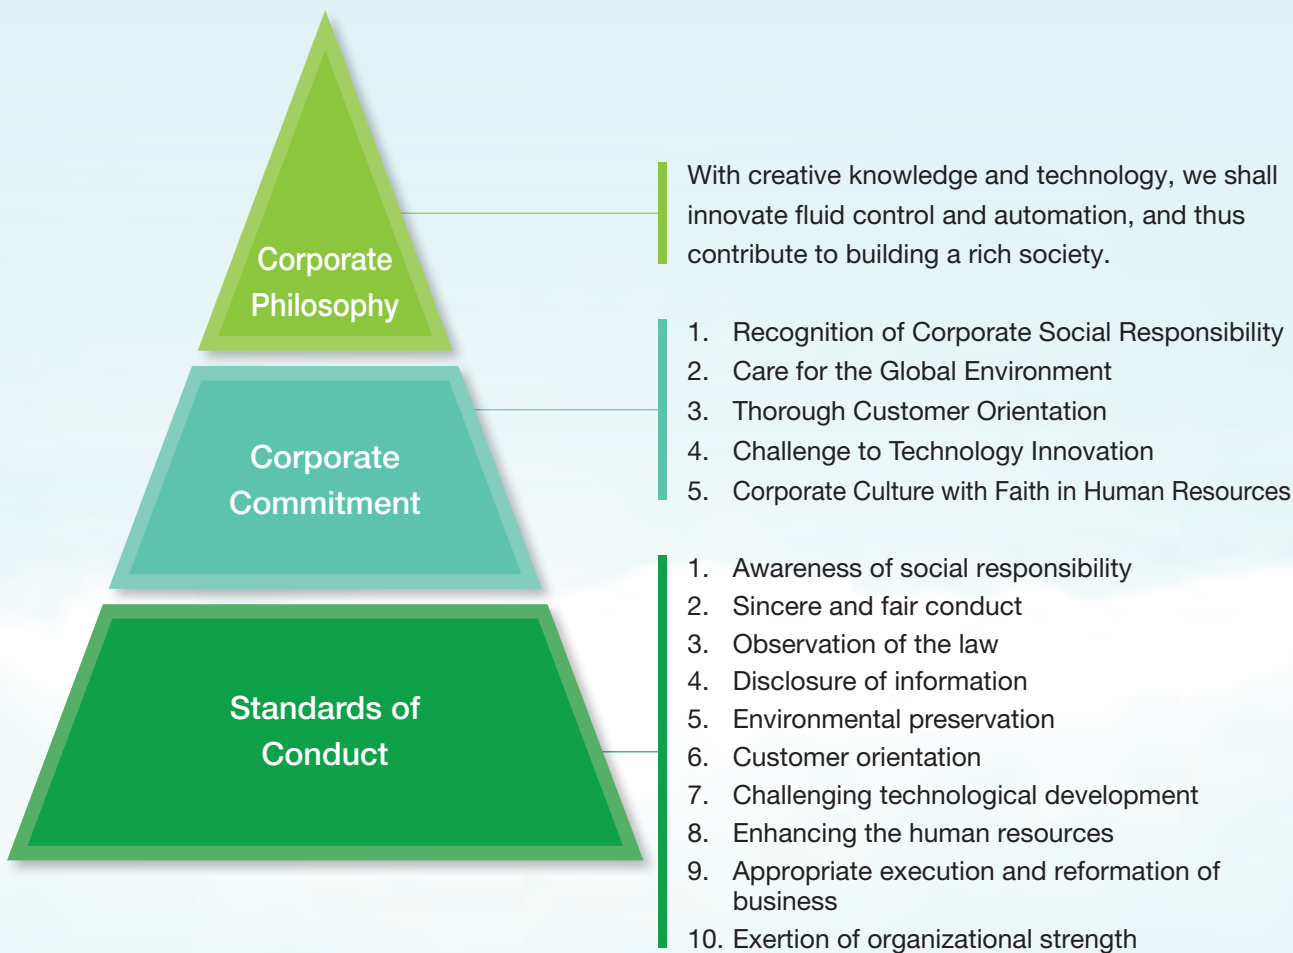 Corporate
Philosophy
With creative knowledge and technology, we shall
innovate fluid control and automation, and thus
contribute to building a rich society.
Corporate
Commitment
1. Recognition of Corporate Social Responsibility
2. Care for the Global Environment
3. Thorough Customer Orientation
4. Challenge to Technology Innovation
5. Corporate Culture with Faith in Human Resources
Standards of
Conduct
1. Awareness of social responsibility
2. Sincere and fair conduct
3. Observation of the law
4. Disclosure of information
5. Environmental preservation
6. Customer orientation
7. Challenging technological development
8. Enhancing the human resources
9. Appropriate execution and reformation of
business
10. Exertion of organizational strength